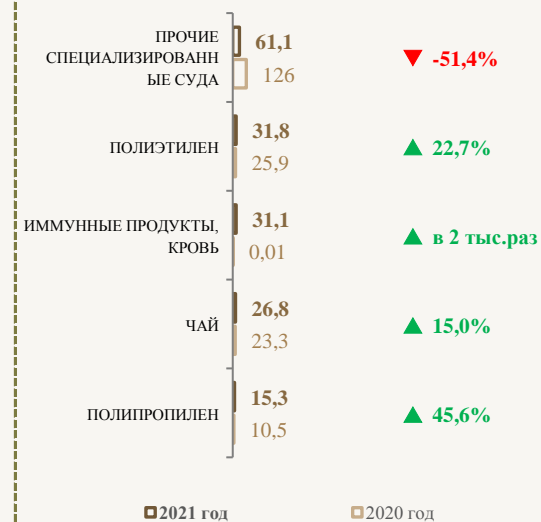 ПРОЧИЕ
СПЕЦИАЛИЗИРОВАНН
ЫЕ СУДА
61,1
126
-51,4%
ПОЛИЭТИЛЕН
31,8
25,9
22,7%
ИММУННЫЕ ПРОДУКТЫ,
КРОВЬ
31,1
0,01
в 2 тыс.раз
ЧАЙ
26,8
23,3
15,0%
ПОЛИПРОПИЛЕН
15,3
10,5
45,6%
2021 год
2020 год